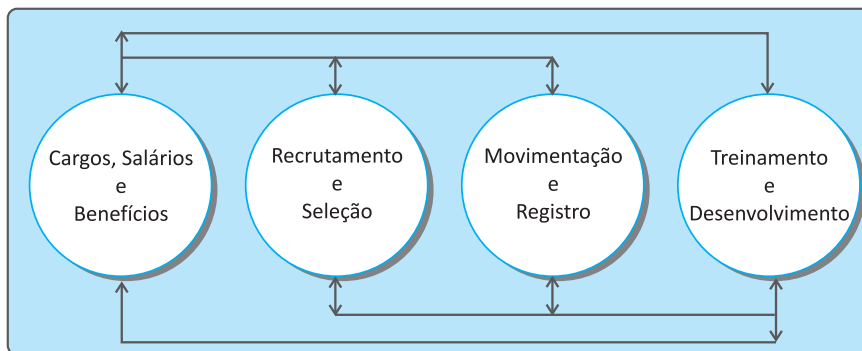 Cargos, Salários
e
Benefícios
Recrutamento
e
Seleção
Movimentação
e
Registro
Treinamento
e
Desenvolvimento